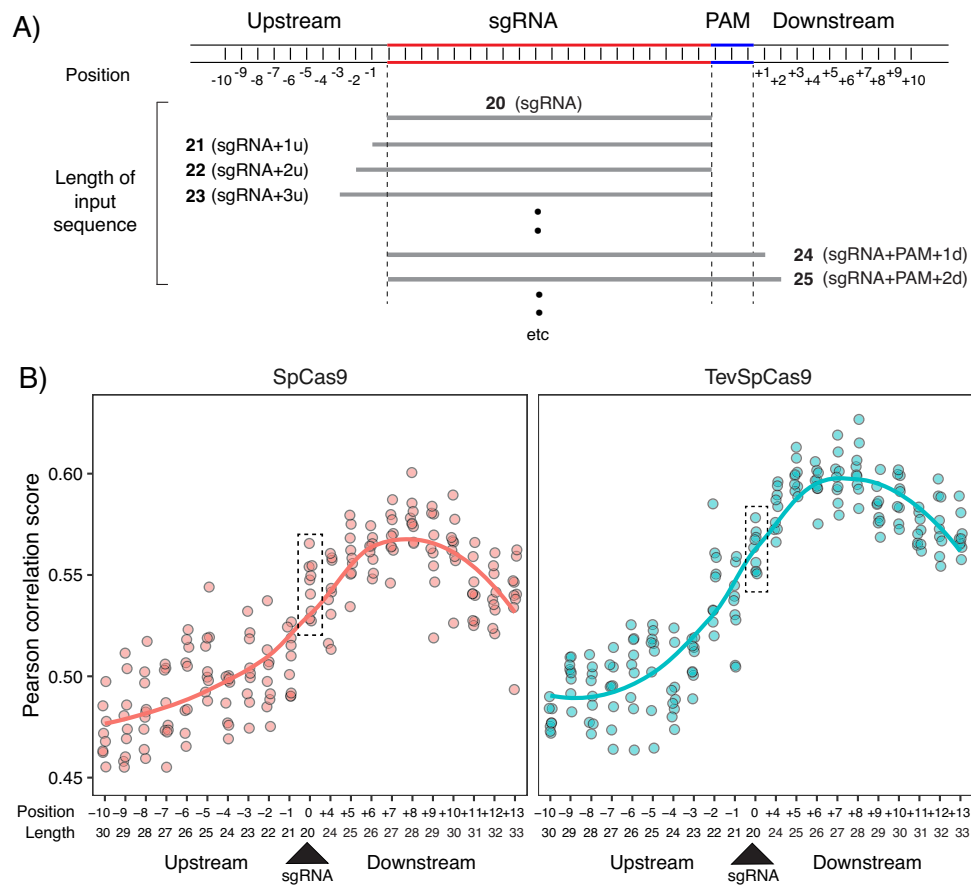 A)
Upstream sgRNA PAM Downstream
Position
-10 -9 -8 -7 -6 -5 -4 -3 -2 -1 +1 +2 +3 +4 +5 +6 +7 +8 +9 +10
20 (sgRNA)
21 (sgRNA+1u)
22 (sgRNA+2u)
23 (sgRNA+3u)
Length of
input
sequence
24 (sgRNA+PAM+1d)
25 (sgRNA+PAM+2d)
etc
B)
SpCas9 TevSpCas9
Pearson correlation score
0.60
0.55
0.50
0.45
Position −10 −9 −8 −7 −6 −5 −4 −3 −2 −1 0 +4 +5 +6 +7 +8 +9 +10 +11 +12 +13 −10 −9 −8 −7 −6 −5 −4 −3 −2 −1 0 +4 +5 +6 +7 +8 +9 +10 +11 +12 +13
Length 30 29 28 27 26 25 24 23 22 21 20 24 25 26 27 28 29 30 31 32 33 30 29 28 27 26 25 24 23 22 21 20 24 25 26 27 28 29 30 31 32 33
Upstream Downstream Upstream Downstream
sgRNA sgRNA